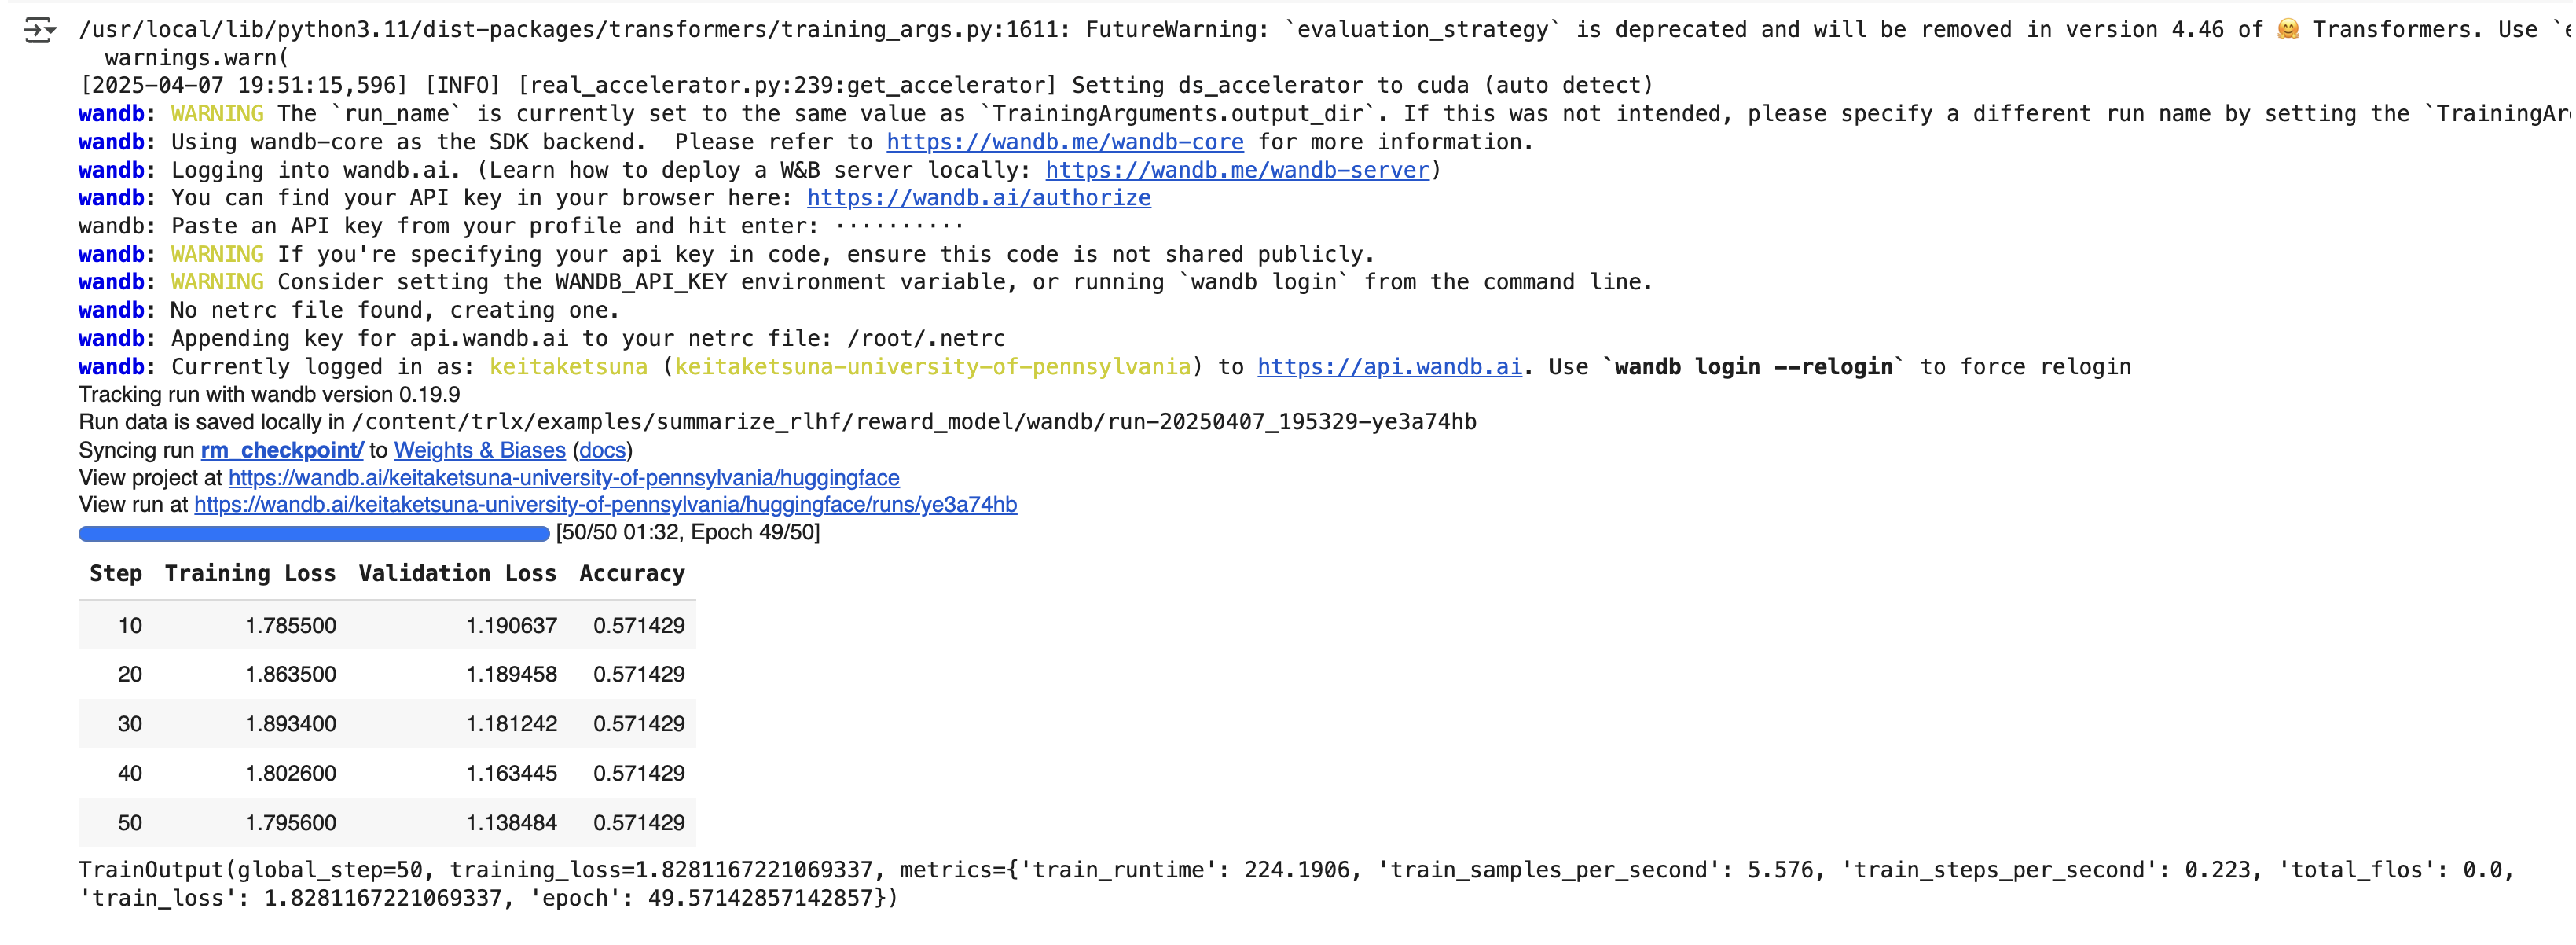 /usr/local/lib/python3.11/dist-packages/transformers/training_args.py:1611: FutureWarning: `evaluation_strategy` is deprecated and will be removed in version 4.46 of 🤗 Transformers. Use `e
warnings.warn(
[2025-04-07 19:51:15,596] [INFO] [real_accelerator.py:239:get_accelerator] Setting ds_accelerator to cuda (auto detect)
wandb: WARNING The `run_name` is currently set to the same value as `TrainingArguments.output_dir`. If this was not intended, please specify a different run name by setting the `TrainingAr
wandb: Using wandb-core as the SDK backend.  Please refer to https://wandb.me/wandb-core for more information.
wandb: Logging into wandb.ai. (Learn how to deploy a W&B server locally: https://wandb.me/wandb-server)
wandb: You can find your API key in your browser here: https://wandb.ai/authorize
wandb: Paste an API key from your profile and hit enter: ··········
wandb: WARNING If you're specifying your api key in code, ensure this code is not shared publicly.
wandb: WARNING Consider setting the WANDB_API_KEY environment variable, or running `wandb login` from the command line.
wandb: No netrc file found, creating one.
wandb: Appending key for api.wandb.ai to your netrc file: /root/.netrc
wandb: Currently logged in as: keitaketsuna (keitaketsuna-university-of-pennsylvania) to https://api.wandb.ai. Use `wandb login --relogin` to force relogin
Tracking run with wandb version 0.19.9
Run data is saved locally in /content/trlx/examples/summarize_rlhf/reward_model/wandb/run-20250407_195329-ye3a74hb
Syncing run rm_checkpoint/ to Weights & Biases (docs)
View project at https://wandb.ai/keitaketsuna-university-of-pennsylvania/huggingface
View run at https://wandb.ai/keitaketsuna-university-of-pennsylvania/huggingface/runs/ye3a74hb
[50/50 01:32, Epoch 49/50]
Step Training Loss Validation Loss Accuracy
10 1.785500 1.190637 0.571429
20 1.863500 1.189458 0.571429
30 1.893400 1.181242 0.571429
40 1.802600 1.163445 0.571429
50 1.795600 1.138484 0.571429
TrainOutput(global_step=50, training_loss=1.8281167221069337, metrics={'train_runtime': 224.1906, 'train_samples_per_second': 5.576, 'train_steps_per_second': 0.223, 'total_flos': 0.0,
'train_loss': 1.8281167221069337, 'epoch': 49.57142857142857})